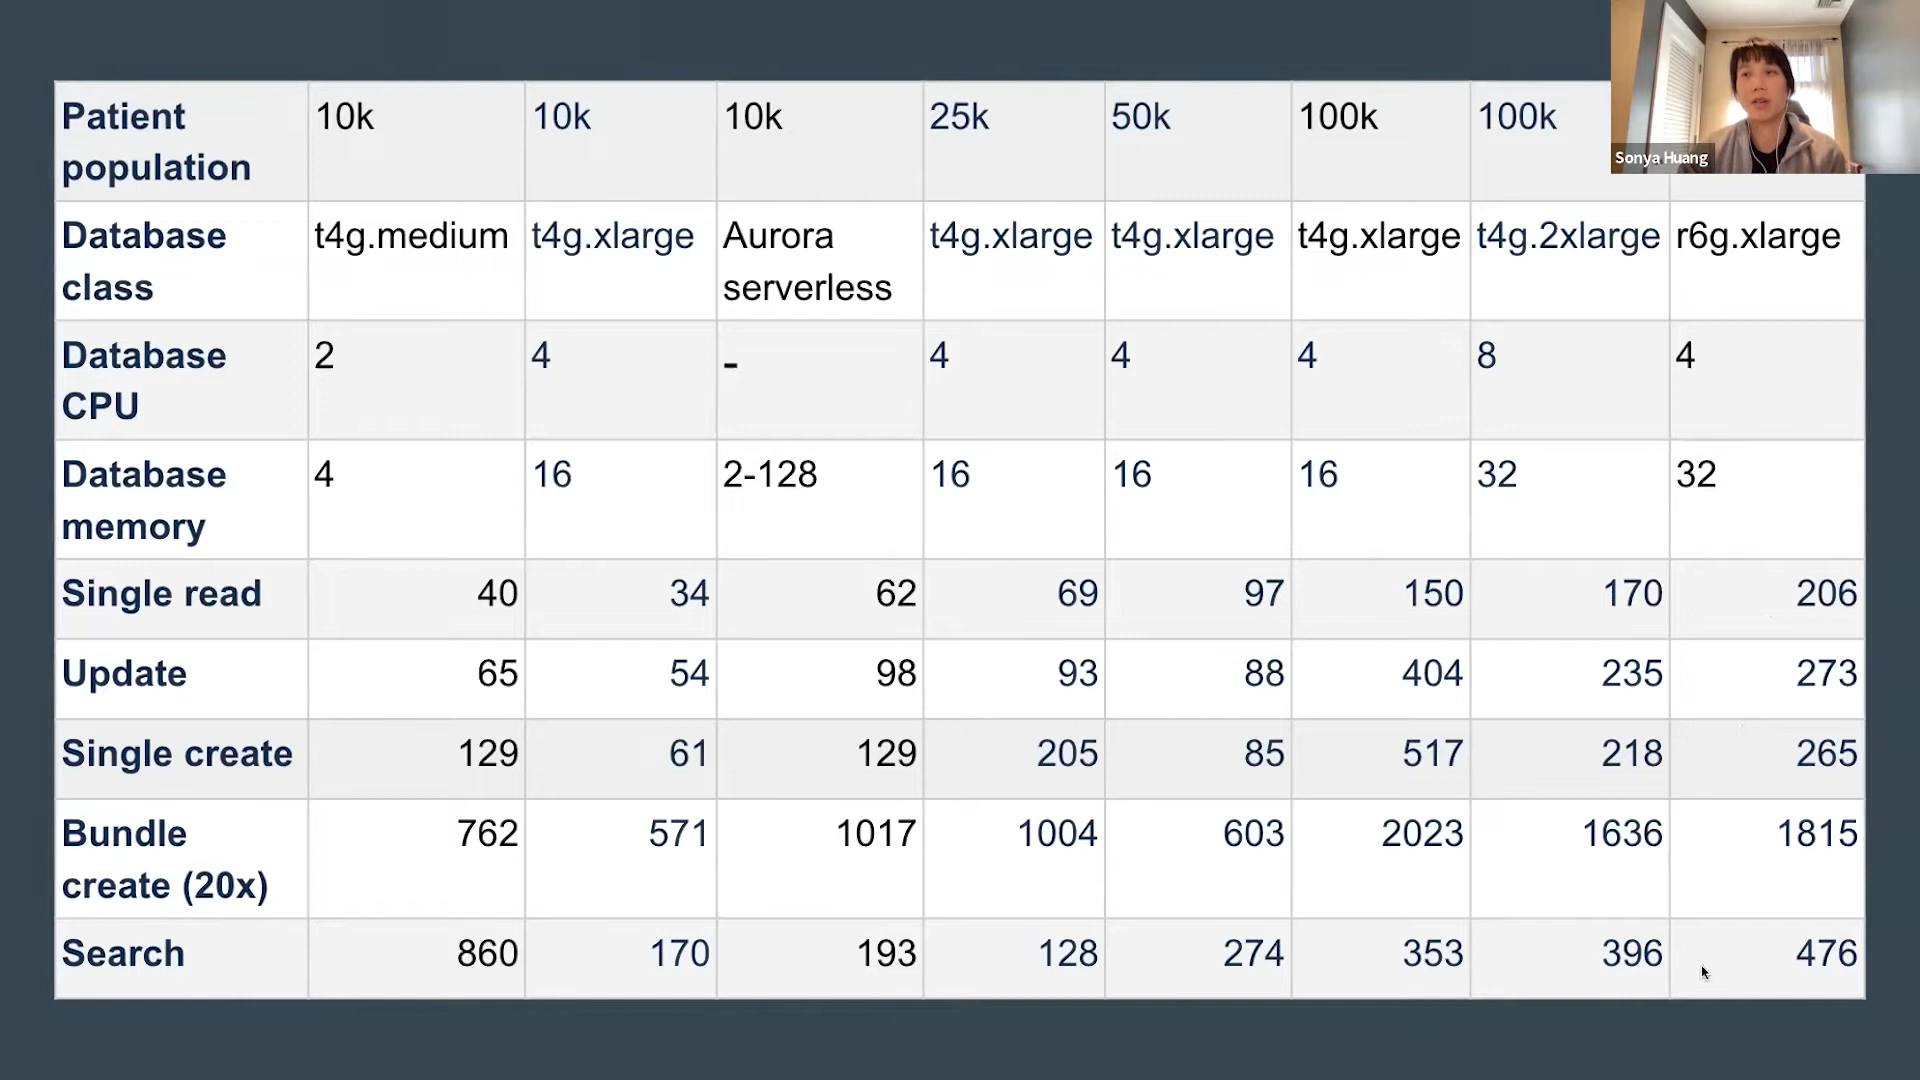 Sonya Huang
Patient population 10k 10k 10k 25k 50k 100k 100k
Database class t4g.medium t4g.xlarge Aurora serverless t4g.xlarge t4g.xlarge t4g.xlarge t4g.2xlarge r6g.xlarge
Database CPU 2 4 - 4 4 4 8 4
Database memory 4 16 2-128 16 16 16 32 32
Single read 40 34 62 69 97 150 170 206
Update 65 54 98 93 88 404 235 273
Single create 129 61 129 205 85 517 218 265
Bundle create (20x) 762 571 1017 1004 603 2023 1636 1815
Search 860 170 193 128 274 353 396 476